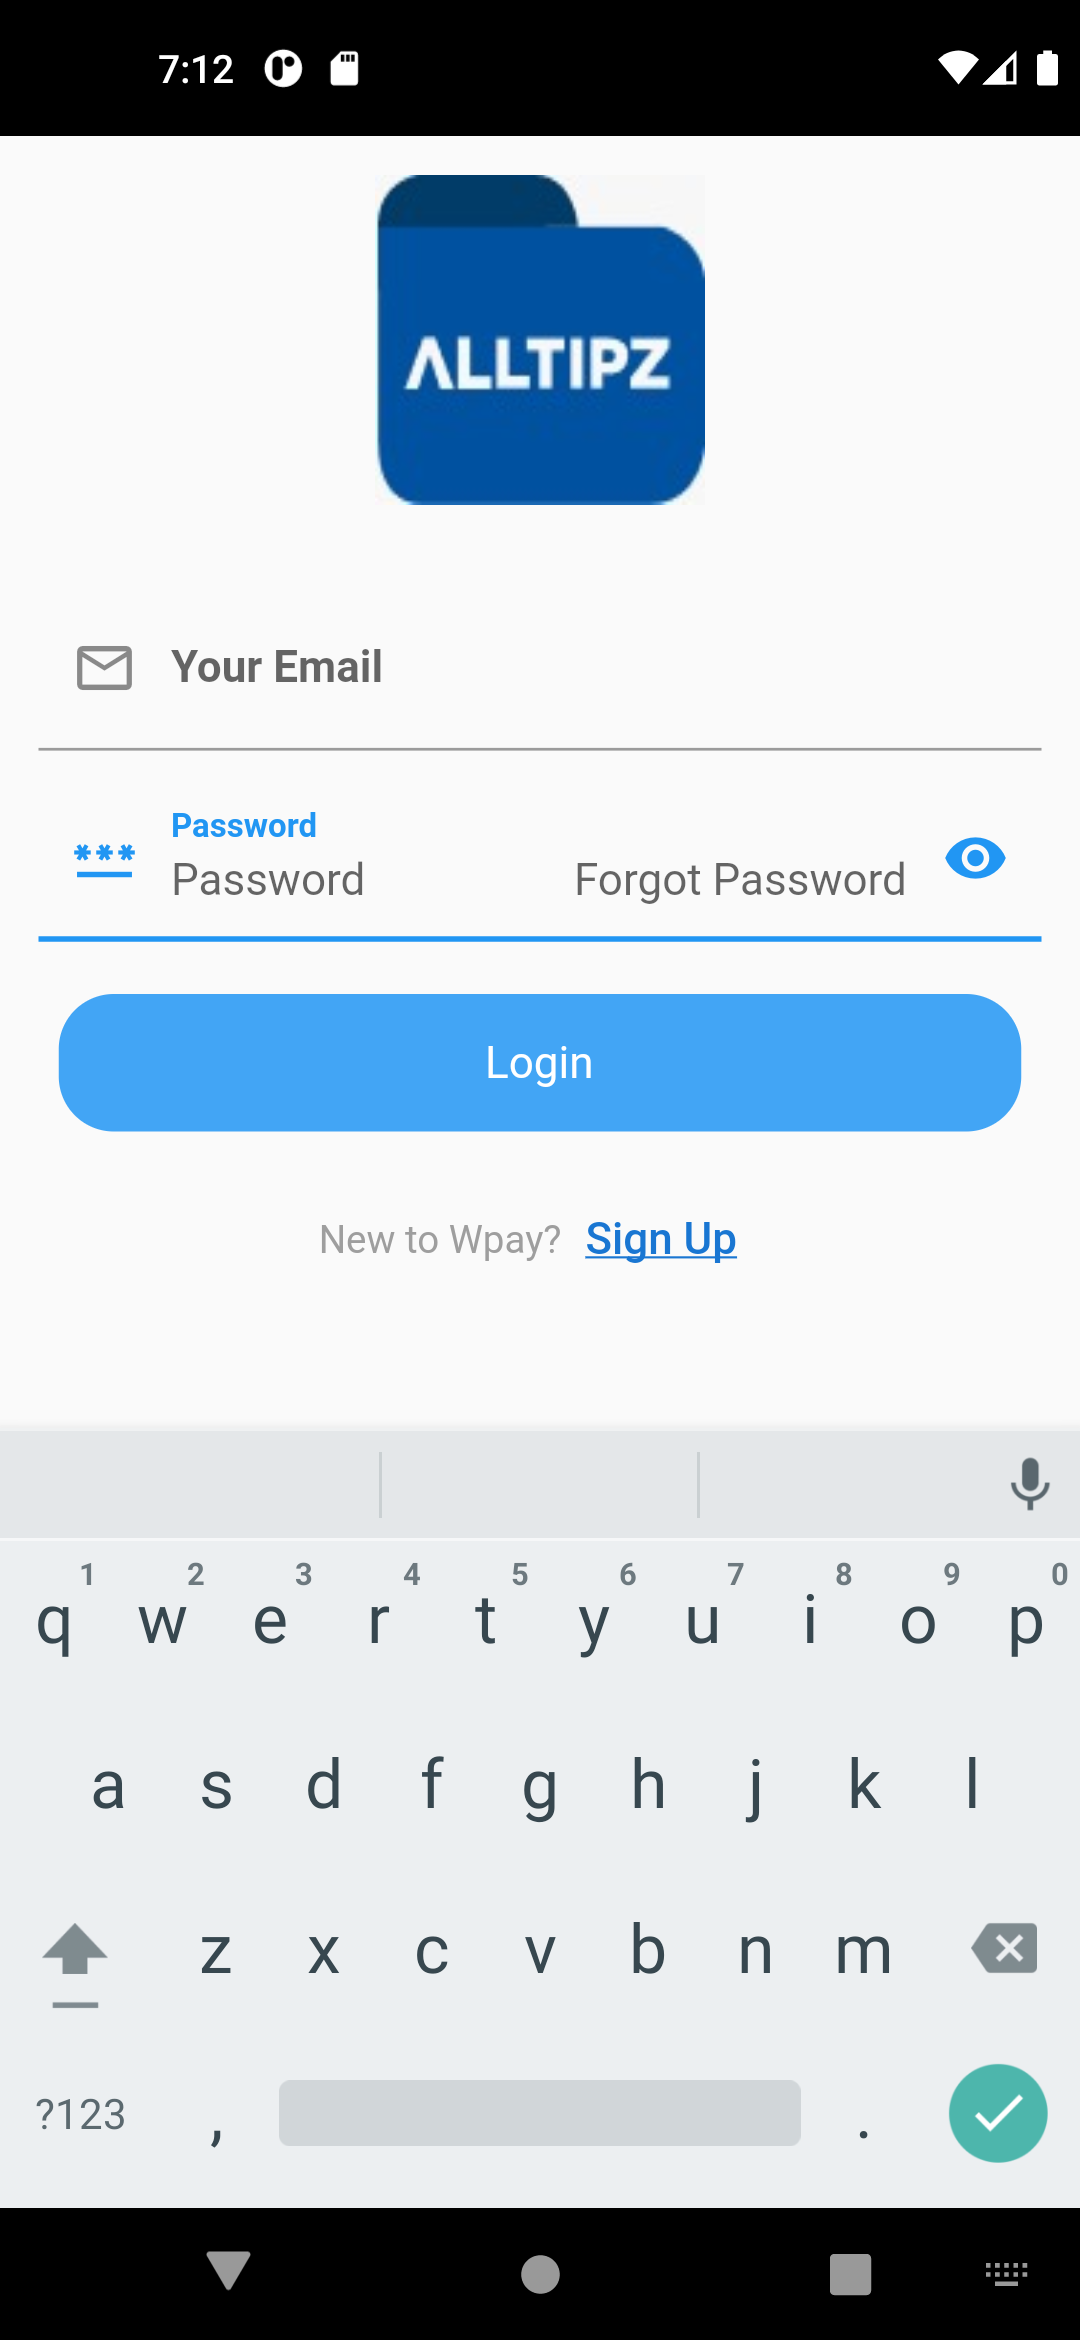 7:12
ALLTIPZ
Your Email
Password
*** Password Forgot Password
Login
New to Wpay? Sign Up
1 2 3 4 5 6 7 8 9 0
q w e r t y u i o p
a s d f g h j k l
z x c v b n m
?123 , .